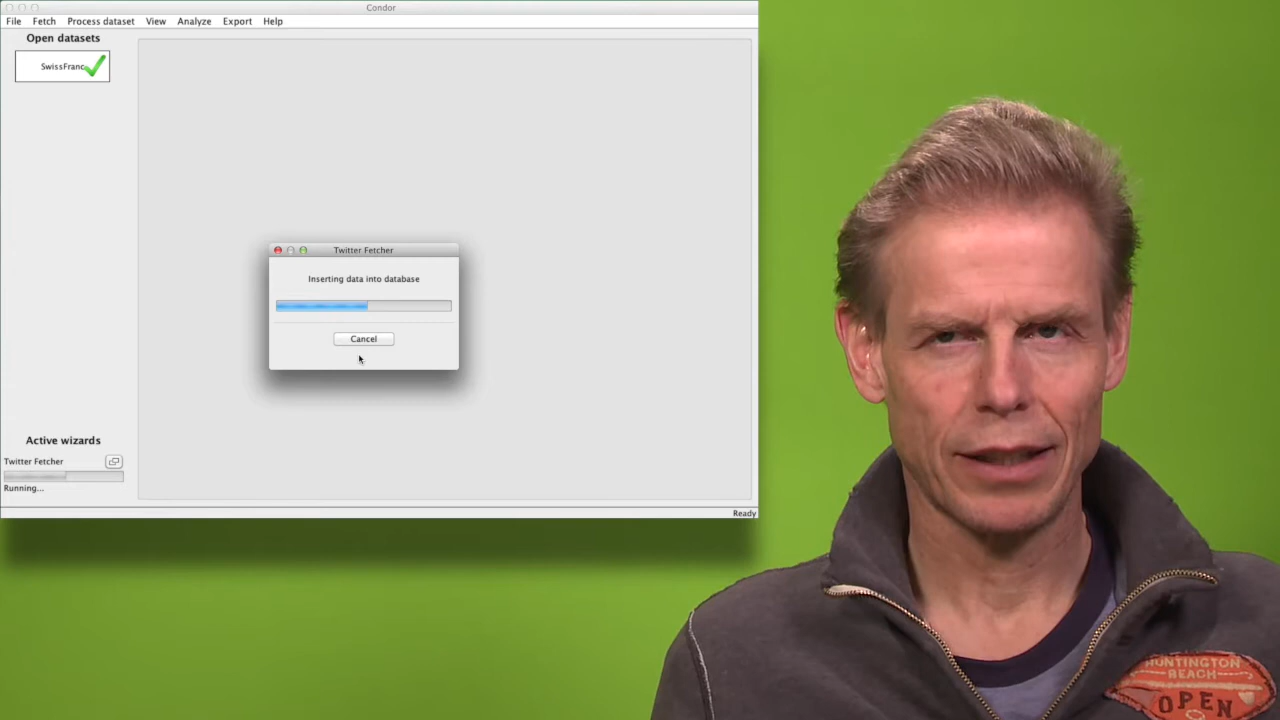 Condor
File Fetch Process dataset View Analyze Export Help
Open datasets
SwissFranc
Twitter Fetcher
Inserting data into database
Cancel
Active wizards
Twitter Fetcher
Running...
Ready
HUNTINGTON
BEACH
OPEN